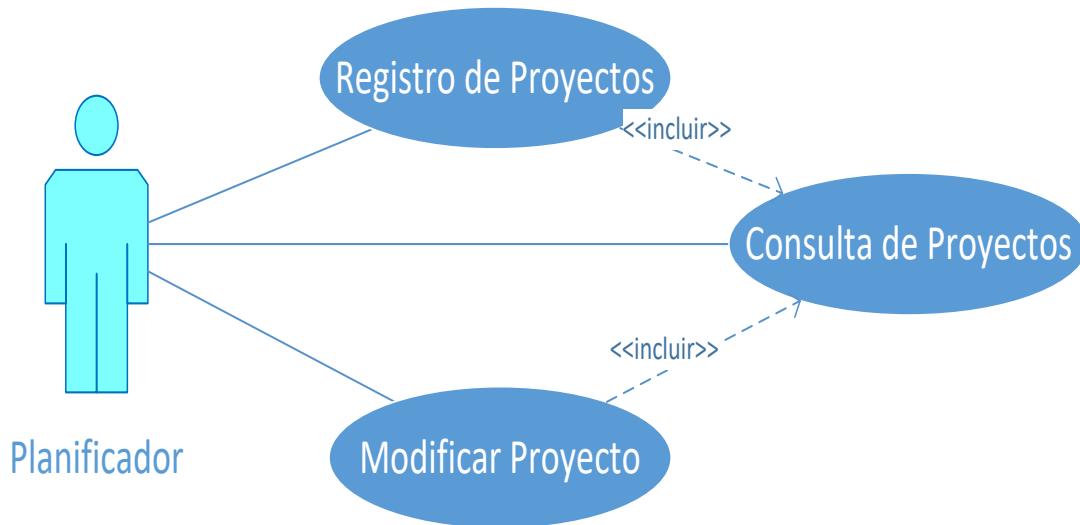 Registro de Proyectos
<<incluir>>
Consulta de Proyectos
<<incluir>>
Modificar Proyecto
Planificador